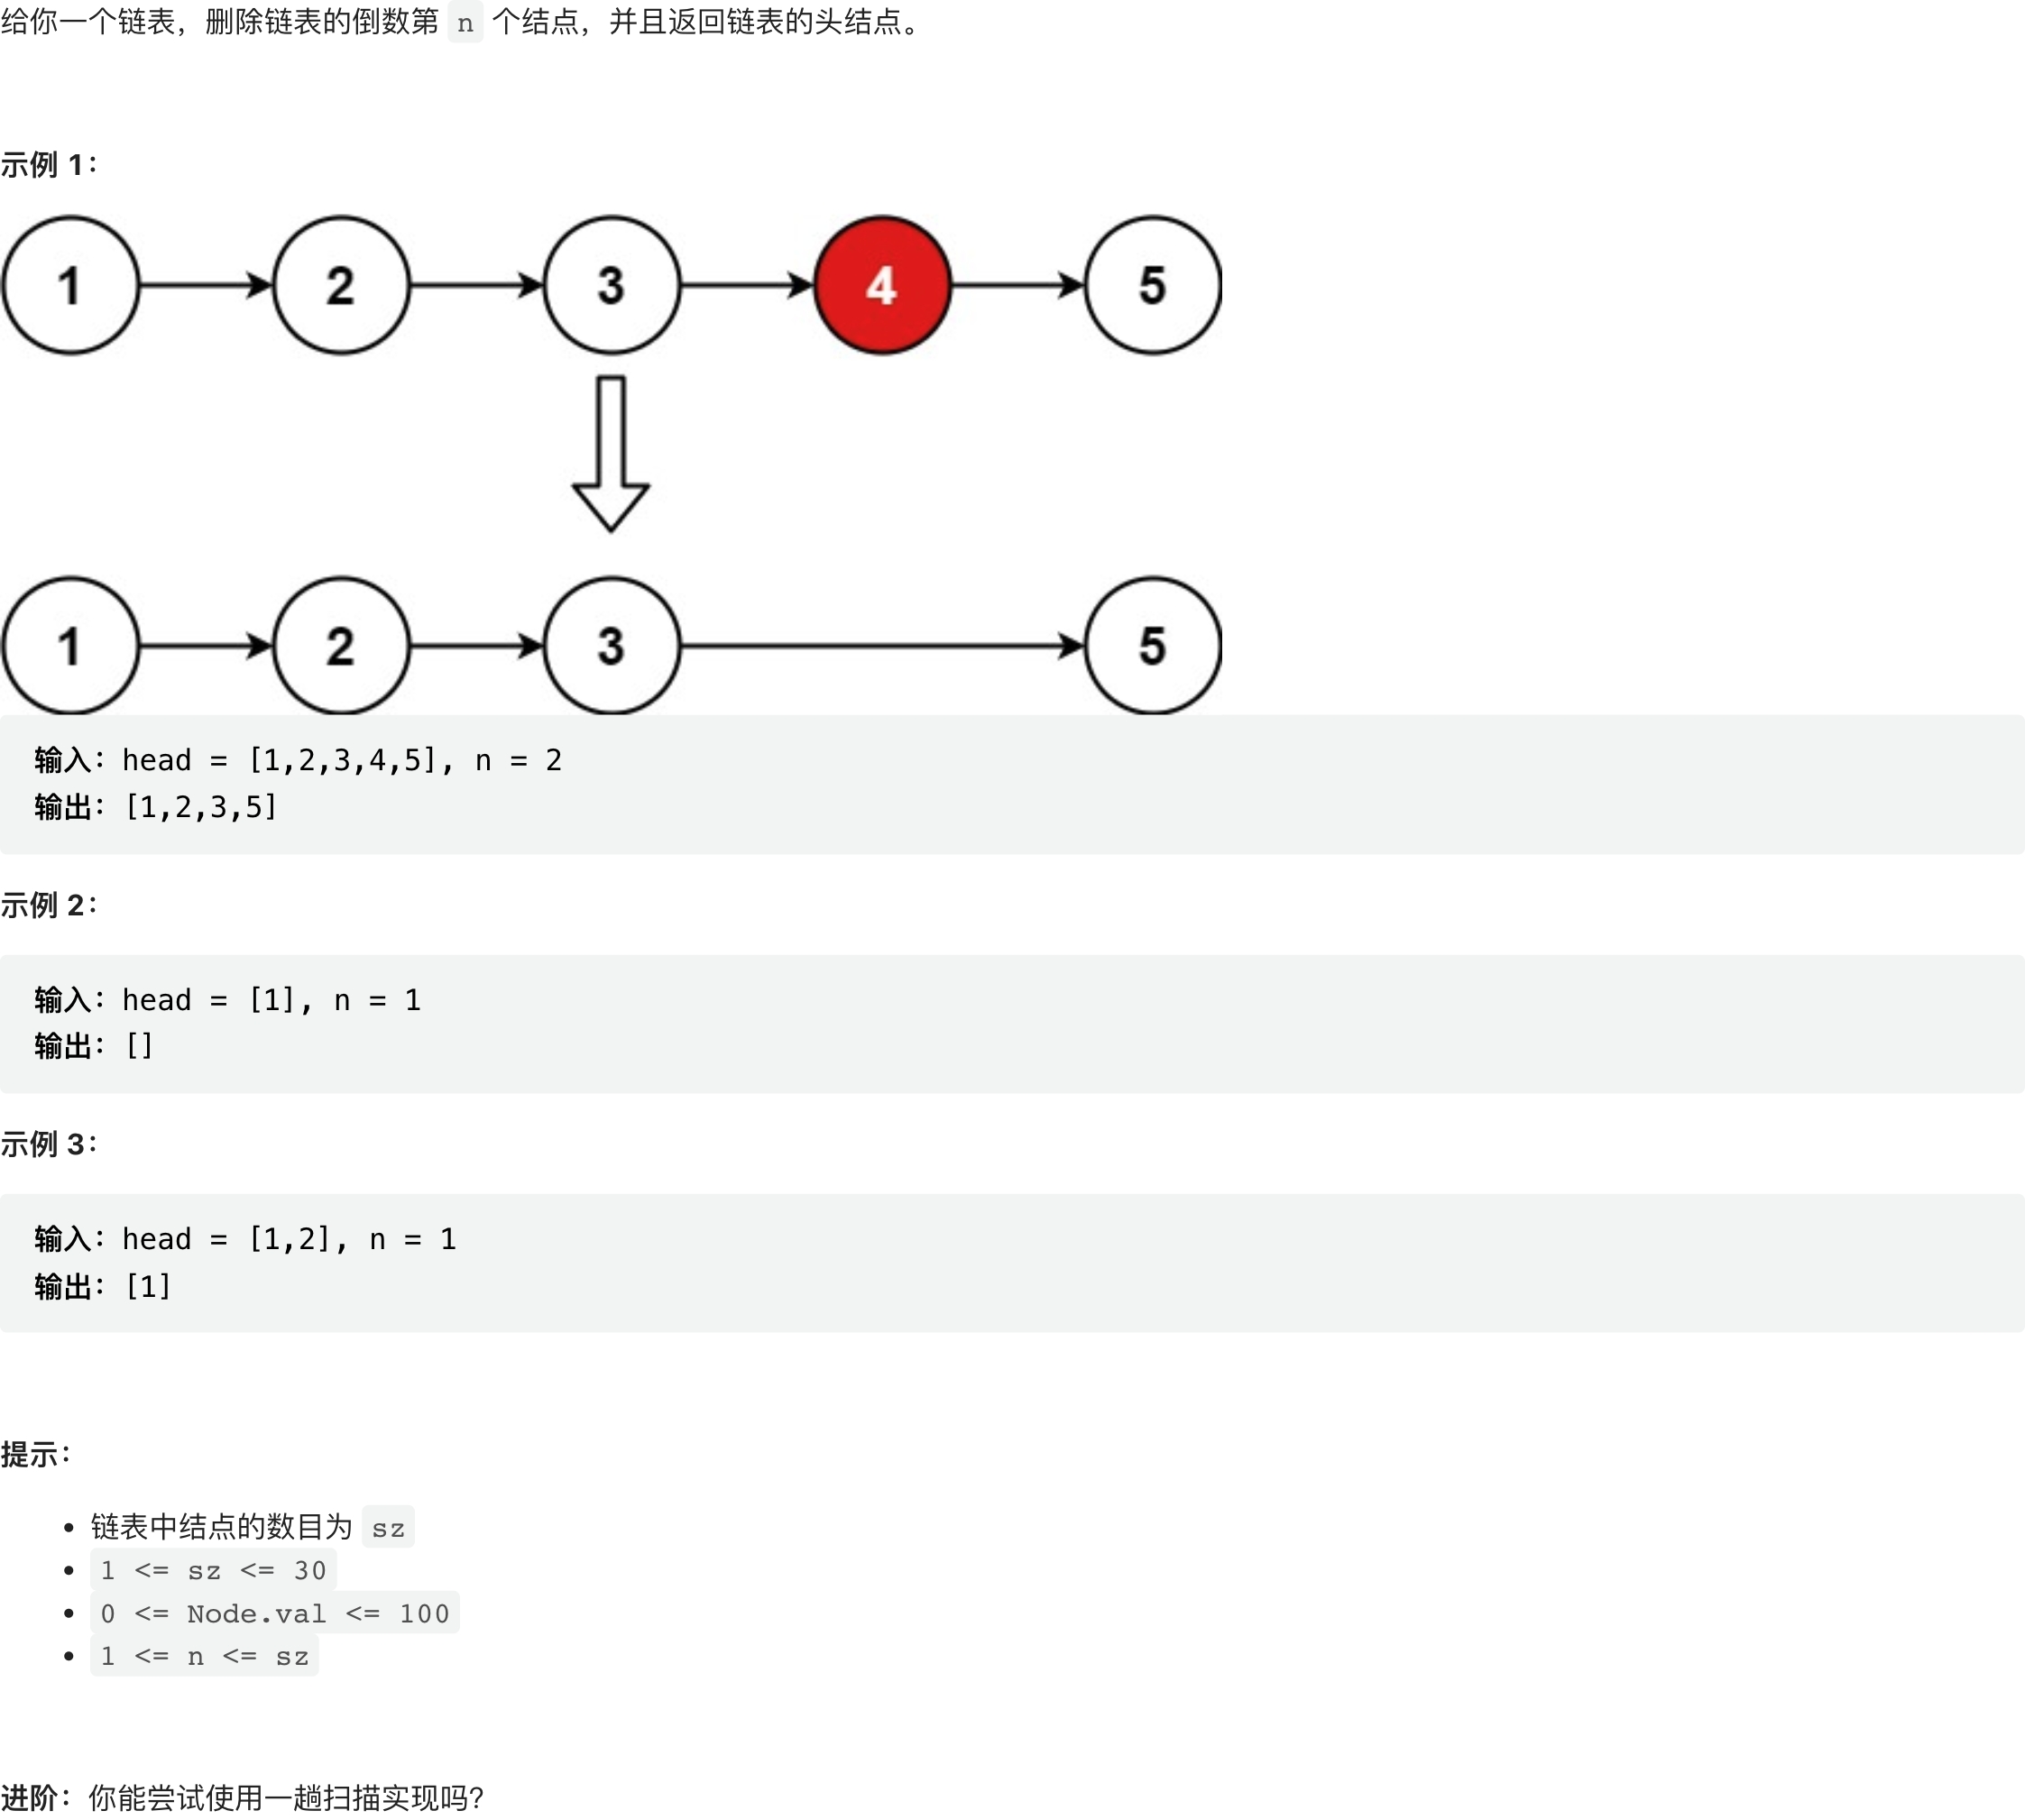 给你一个链表，删除链表的倒数第 n 个结点，并且返回链表的头结点。
示例 1：
1 2 3 4 5
1 2 3 5
输入：head = [1,2,3,4,5], n = 2
输出：[1,2,3,5]
示例 2：
输入：head = [1], n = 1
输出：[]
示例 3：
输入：head = [1,2], n = 1
输出：[1]
提示：
链表中结点的数目为 sz
1 <= sz <= 30
0 <= Node.val <= 100
1 <= n <= sz
进阶：你能尝试使用一趟扫描实现吗？